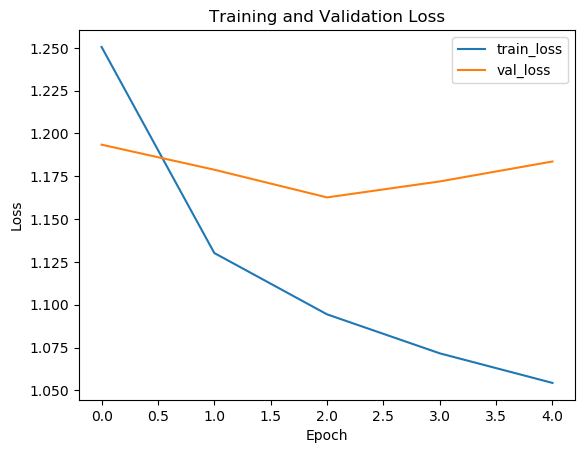 Training and Validation Loss
train_loss
val_loss
Loss
1.250
1.225
1.200
1.175
1.150
1.125
1.100
1.075
1.050
0.0 0.5 1.0 1.5 2.0 2.5 3.0 3.5 4.0
Epoch